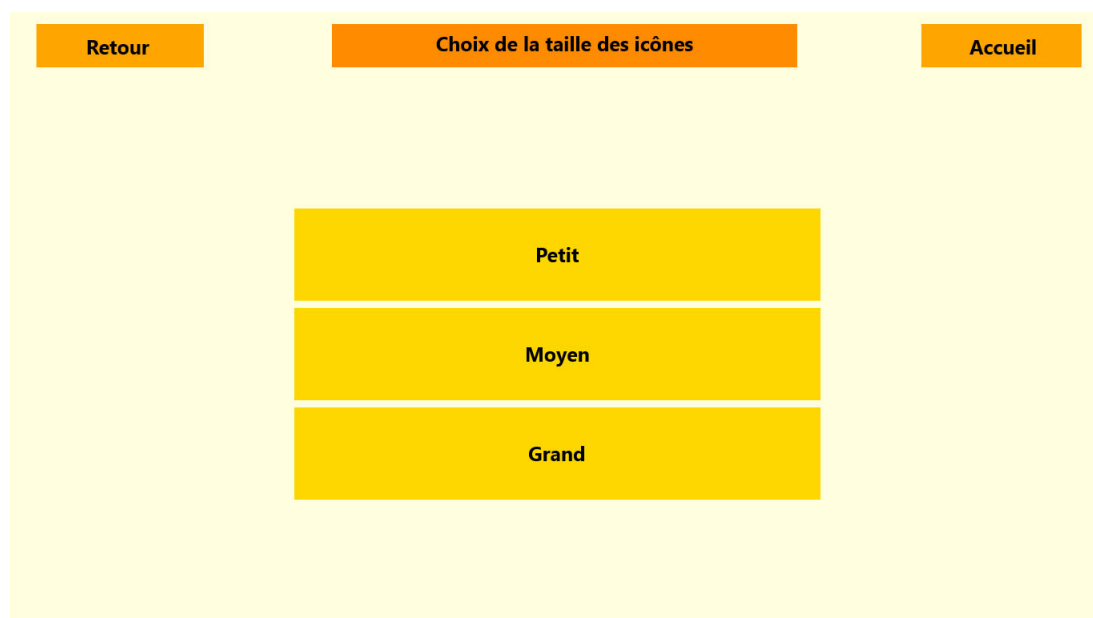 Retour
Choix de la taille des icônes
Accueil
Petit
Moyen
Grand